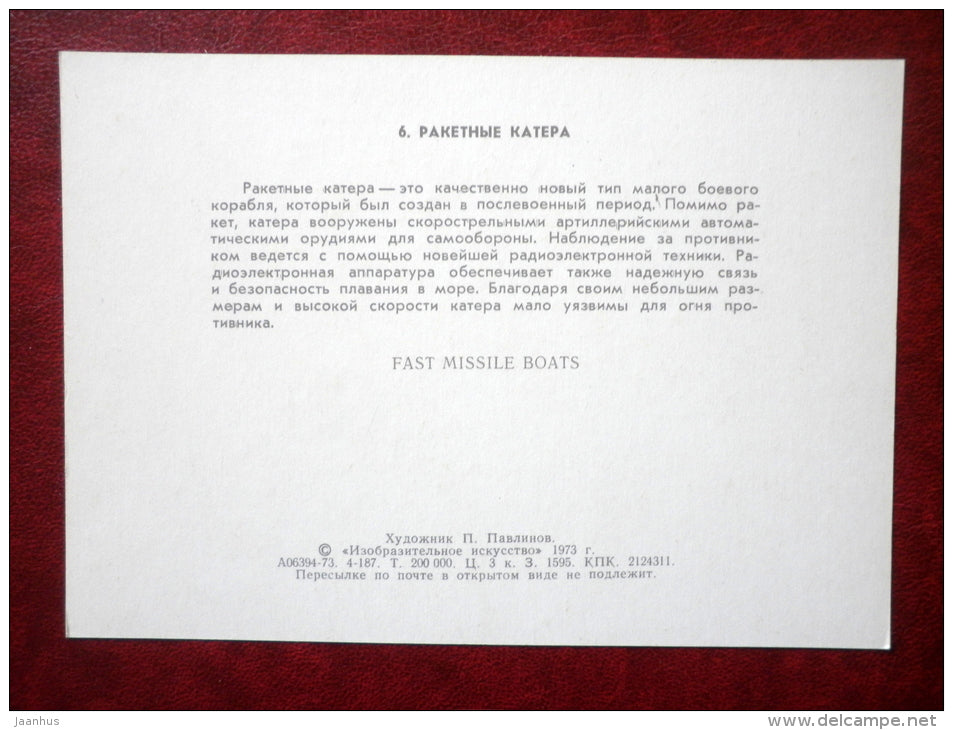 6. РАКЕТНЫЕ КАТЕРА
Ракетные катера — это качественно новый тип малого боевого
корабля, который был создан в послевоенный период. Помимо ра-
кет, катера вооружены скорострельными артиллерийскими автома-
тическими орудиями для самообороны. Наблюдение за противни-
ком ведется с помощью новейшей радиоэлектронной техники. Ра-
диоэлектронная аппаратура обеспечивает также надежную связь
и безопасность плавания в море. Благодаря своим небольшим раз-
мерам и высокой скорости катера мало уязвимы для огня про-
тивника.
FAST MISSILE BOATS
Художник П. Павлинов.
© «Изобразительное искусство» 1973 г.
А06394-73. 4-187. Т. 200 000. Ц. 3 к. З. 1595. КПК. 2124311.
Пересылке по почте в открытом виде не подлежит.
jaanhus
www.delcampe.net